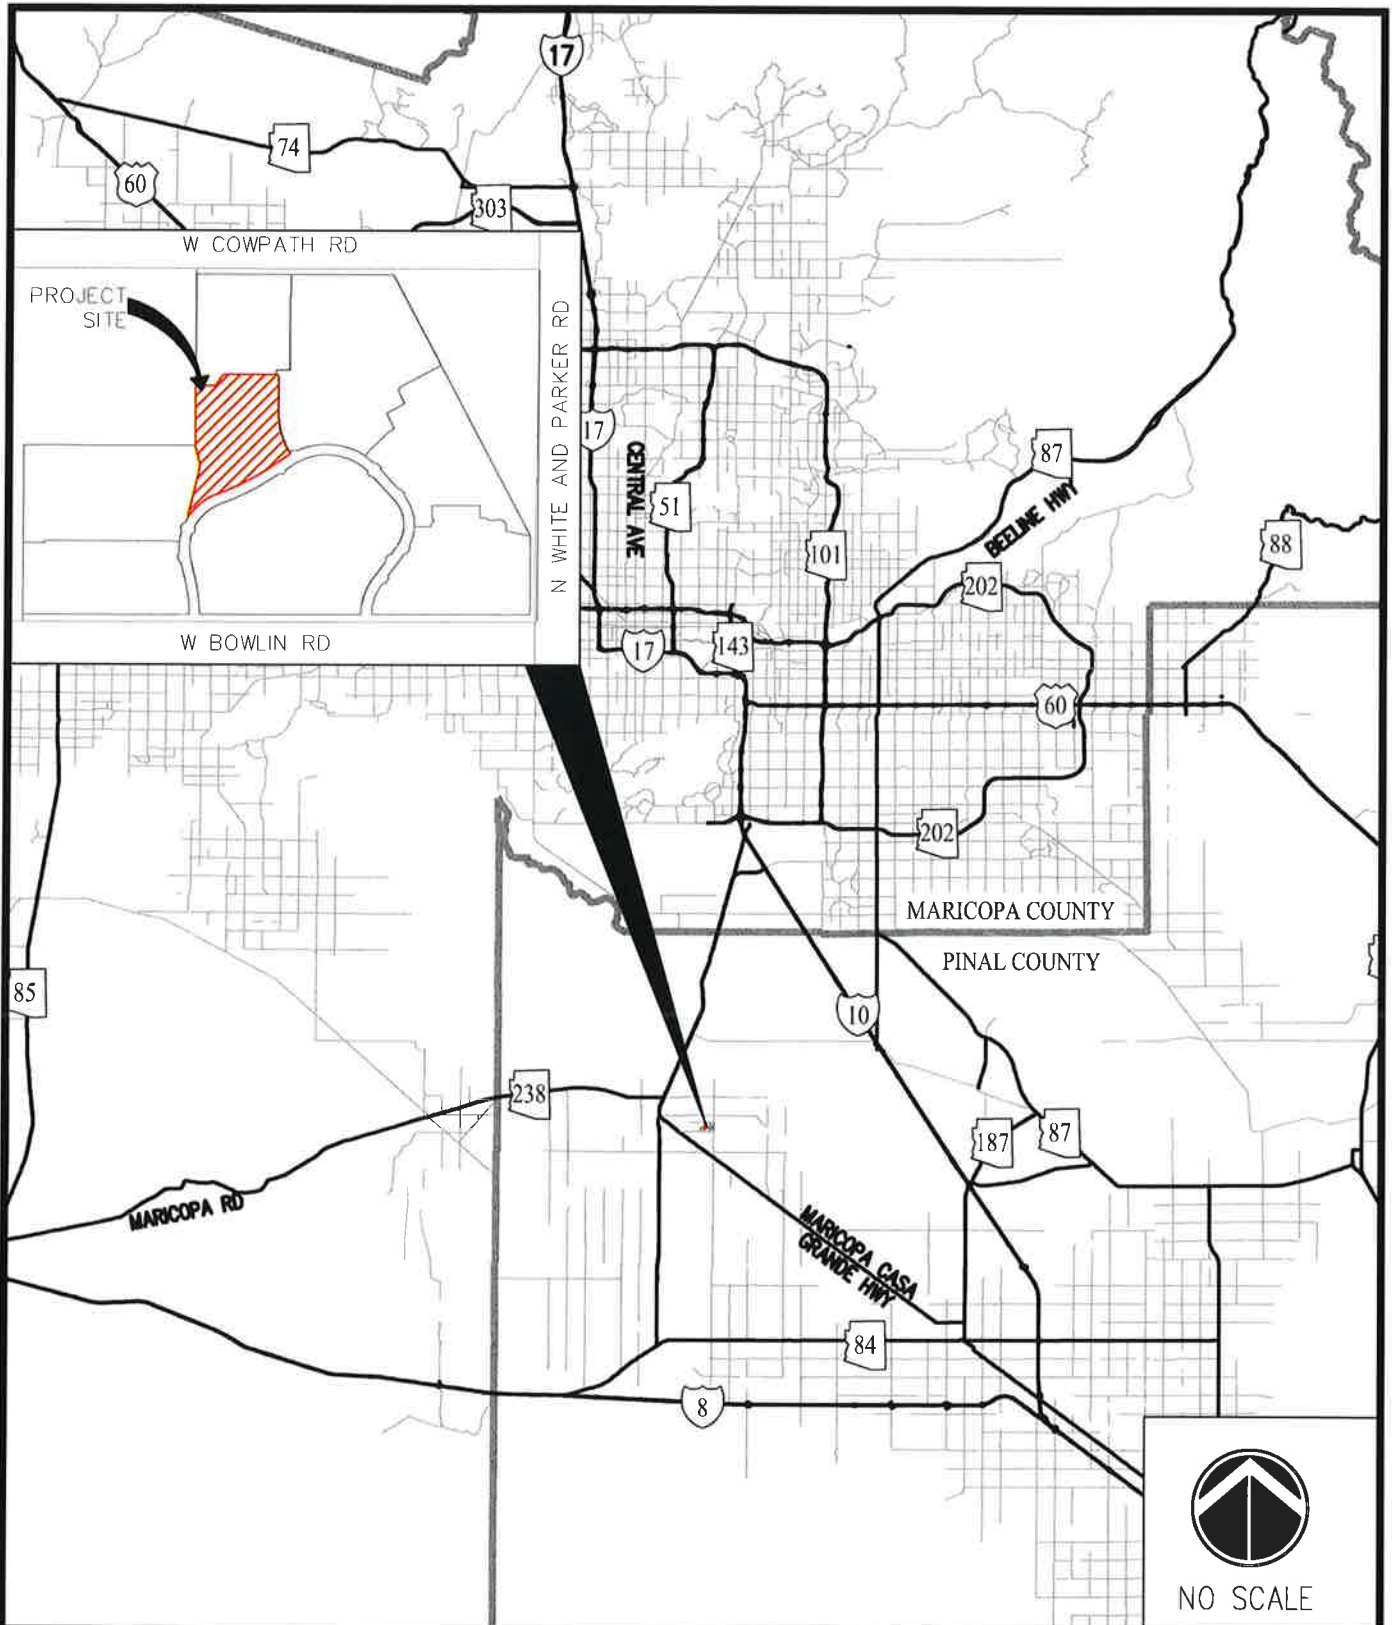 17
74
60
303
W COWPATH RD
PROJECT
SITE
N WHITE AND PARKER RD
W BOWLIN RD
17
CENTRAL AVE
51
87
BEELINE HWY
101
88
202
143
17
60
202
MARICOPA COUNTY
PINAL COUNTY
85
10
238
187
87
MARICOPA RD
MARICOPA CASA
GRANDE HWY
84
8
NO SCALE